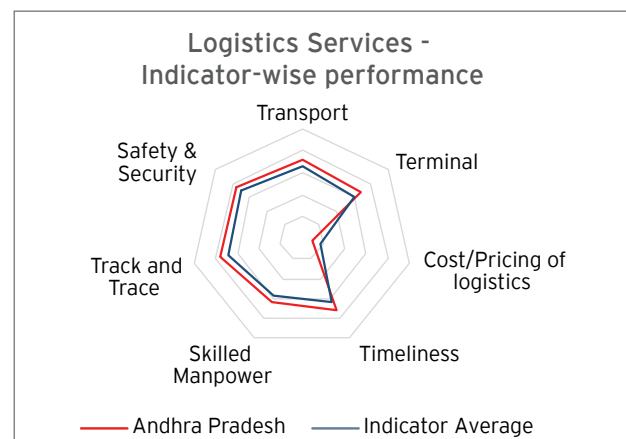 Logistics Services -
Indicator-wise performance
Transport
Terminal
Cost/Pricing of
logistics
Timeliness
Skilled
Manpower
Track and
Trace
Safety &
Security
Andhra Pradesh
Indicator Average